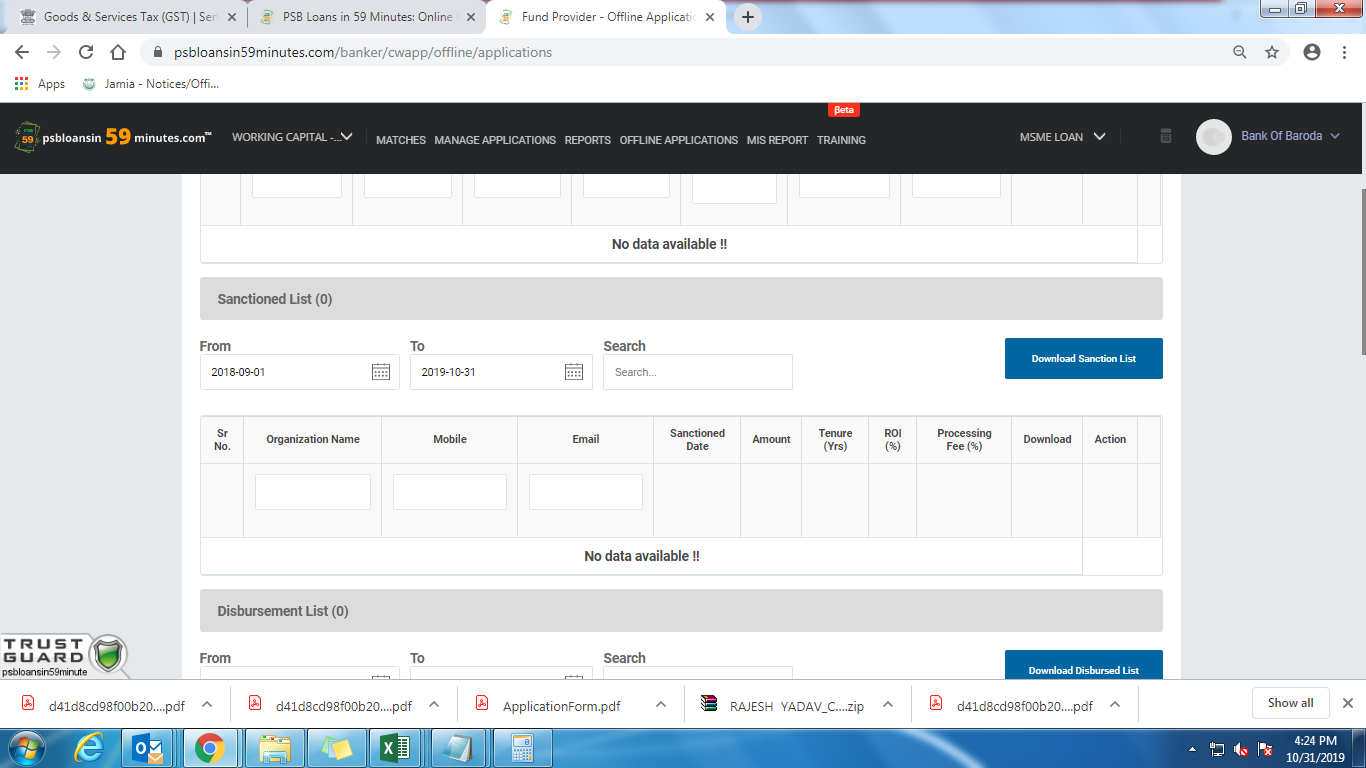 Goods & Services Tax (GST) | Ser
PSB Loans in 59 Minutes: Online
Fund Provider - Offline Applicatio
psbloansin59minutes.com/banker/cwapp/offline/applications
Apps
Jamia - Notices/Offi...
βeta
PSB
59
psbloansin 59 minutes.com™
WORKING CAPITAL -...
MATCHES
MANAGE APPLICATIONS
REPORTS
OFFLINE APPLICATIONS
MIS REPORT
TRAINING
MSME LOAN
Bank Of Baroda
No data available !!
Sanctioned List (0)
From
To
Search
2018-09-01
2019-10-31
Search...
Download Sanction List
Sr No.
Organization Name
Mobile
Email
Sanctioned Date
Amount
Tenure (Yrs)
ROI (%)
Processing Fee (%)
Download
Action
No data available !!
Disbursement List (0)
From
To
Search
Download Disbursed List
TRUST
GUARD
psbloansin59minute
d41d8cd98f00b20....pdf
d41d8cd98f00b20....pdf
ApplicationForm.pdf
RAJESH YADAV_C....zip
d41d8cd98f00b20....pdf
Show all
4:24 PM
10/31/2019